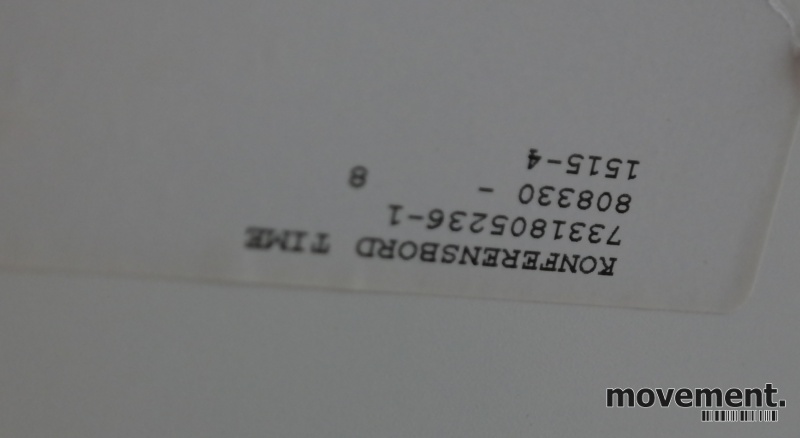 KONFERENSBORD TIME
7331805236-1
808330 - 8
1515-4
movement.